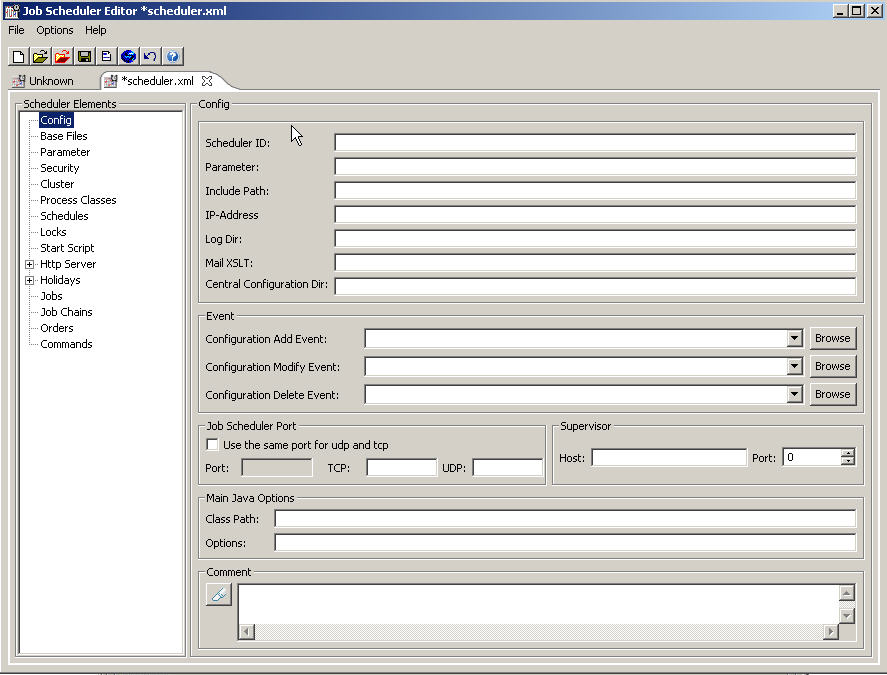 Job Scheduler Editor *scheduler.xml
File Options Help
Unknown *scheduler.xml
Scheduler Elements
Config
Base Files
Parameter
Security
Cluster
Process Classes
Schedules
Locks
Start Script
Http Server
Holidays
Jobs
Job Chains
Orders
Commands
Config
Scheduler ID:
Parameter:
Include Path:
IP-Address
Log Dir:
Mail XSLT:
Central Configuration Dir:
Event
Configuration Add Event: Browse
Configuration Modify Event: Browse
Configuration Delete Event: Browse
Job Scheduler Port
Use the same port for udp and tcp
Port: TCP: UDP:
Supervisor
Host: Port: 0
Main Java Options
Class Path:
Options:
Comment